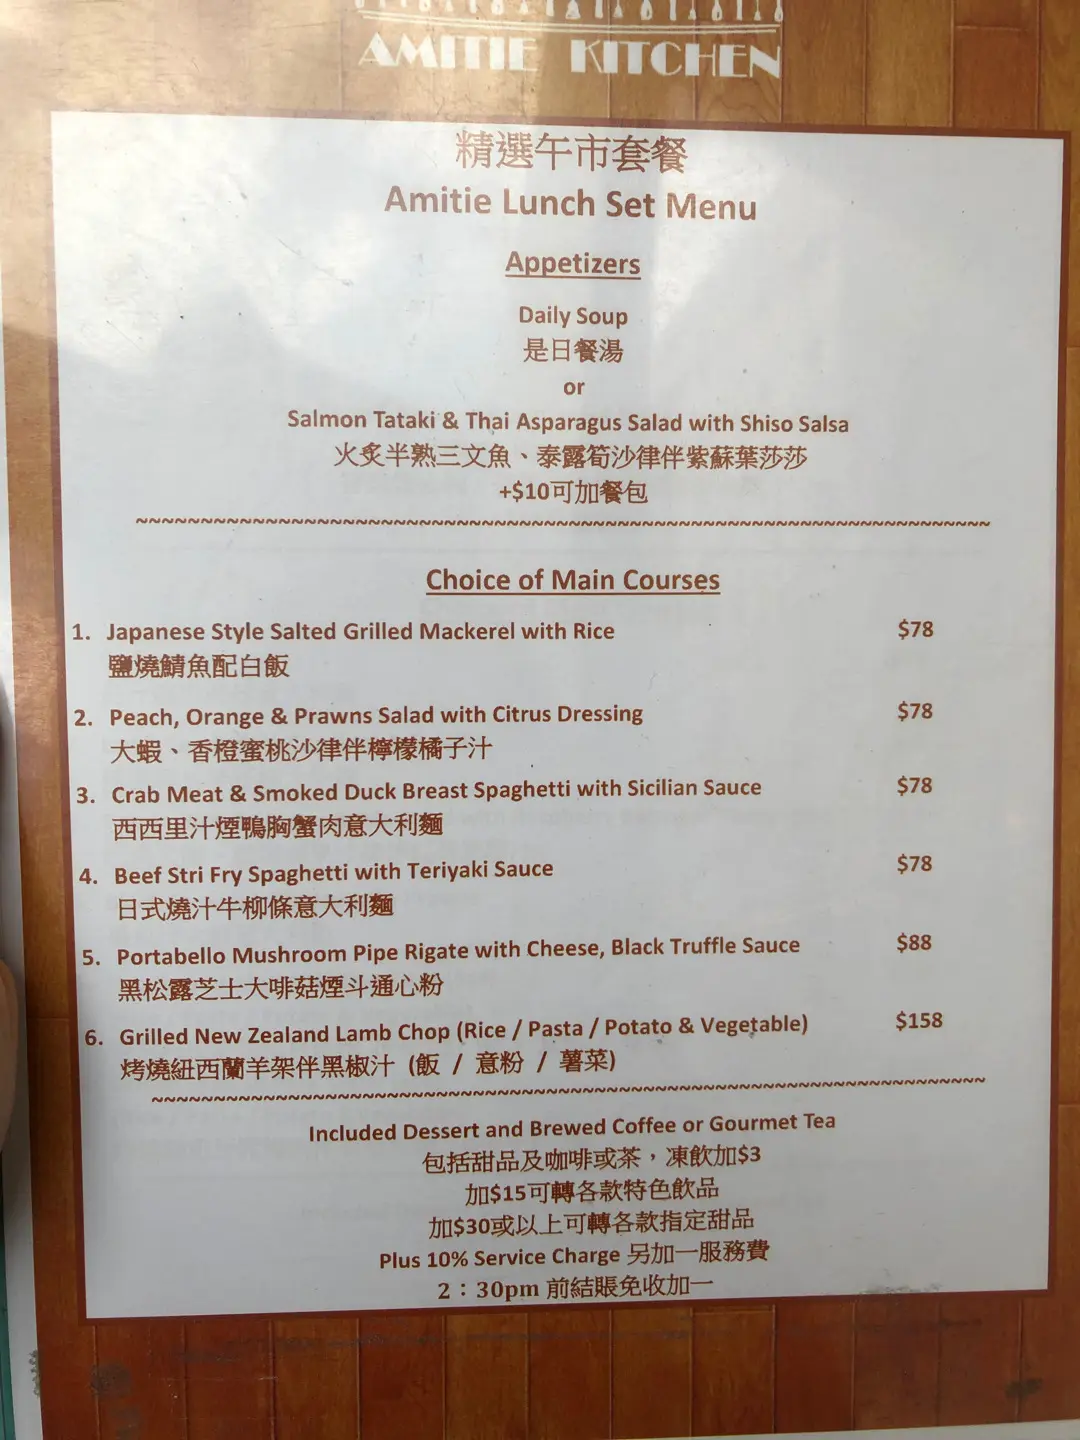 AMITIE KITCHEN
精選午市套餐
Amitie Lunch Set Menu
Appetizers
Daily Soup
是日餐湯
or
Salmon Tataki & Thai Asparagus Salad with Shiso Salsa
火炙半熟三文魚、泰露筍沙律伴紫蘇葉莎莎
+$10可加餐包
~~~~~~~~~~~~~~~~~~~~~~~~~~~~~~~~~~~~~~~~~~~~~~~~~~~~~~~~~~~~~~~~
Choice of Main Courses
1. Japanese Style Salted Grilled Mackerel with Rice $78
鹽燒鯖魚配白飯
2. Peach, Orange & Prawns Salad with Citrus Dressing $78
大蝦、香橙蜜桃沙律伴檸檬橘子汁
3. Crab Meat & Smoked Duck Breast Spaghetti with Sicilian Sauce $78
西西里汁煙鴨胸蟹肉意大利麵
4. Beef Stri Fry Spaghetti with Teriyaki Sauce $78
日式燒汁牛柳條意大利麵
5. Portabello Mushroom Pipe Rigate with Cheese, Black Truffle Sauce $88
黑松露芝士大啡菇煙斗通心粉
6. Grilled New Zealand Lamb Chop (Rice / Pasta / Potato & Vegetable) $158
烤燒紐西蘭羊架伴黑椒汁 (飯 / 意粉 / 薯菜)
~~~~~~~~~~~~~~~~~~~~~~~~~~~~~~~~~~~~~~~~~~~~~~~~~~~~~~~~~~~~~~~~
Included Dessert and Brewed Coffee or Gourmet Tea
包括甜品及咖啡或茶，凍飲加$3
加$15可轉各款特色飲品
加$30或以上可轉各款指定甜品
Plus 10% Service Charge 另加一服務費
2：30pm 前結賬免收加一